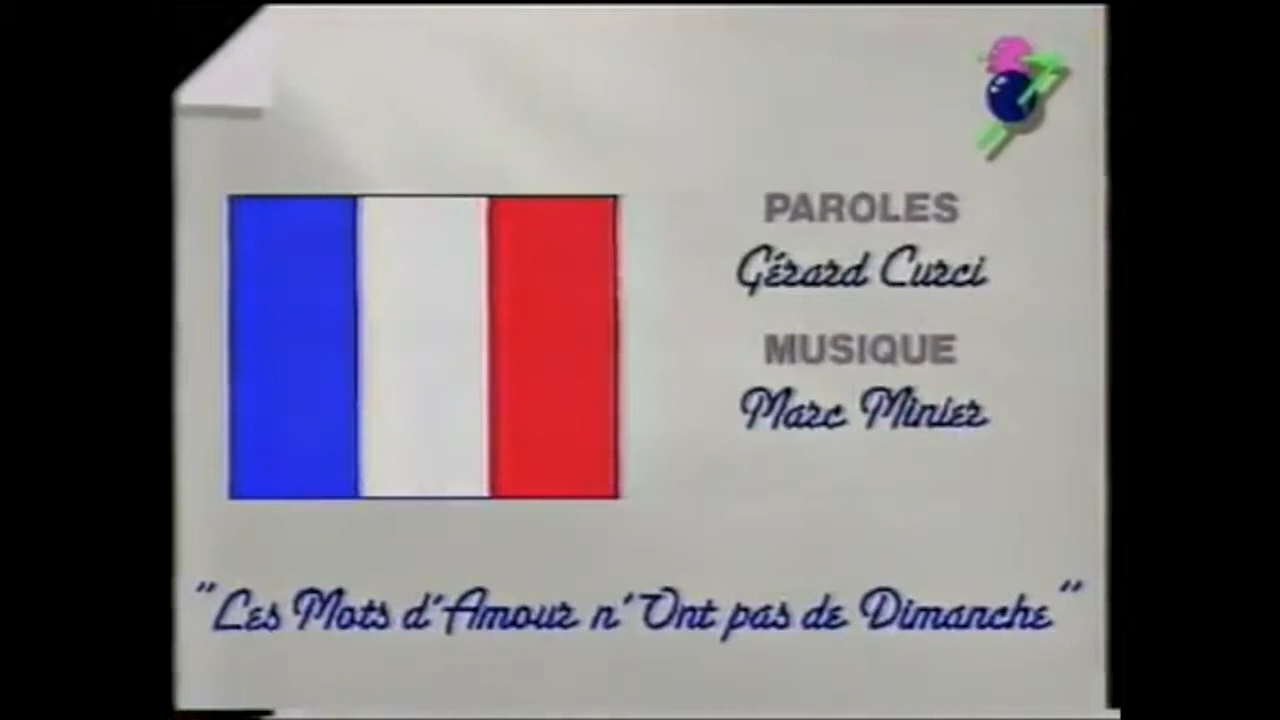 PAROLES
Gérard Curci
MUSIQUE
Marc Minier
"Les Mots d'Amour n'Ont pas de Dimanche"